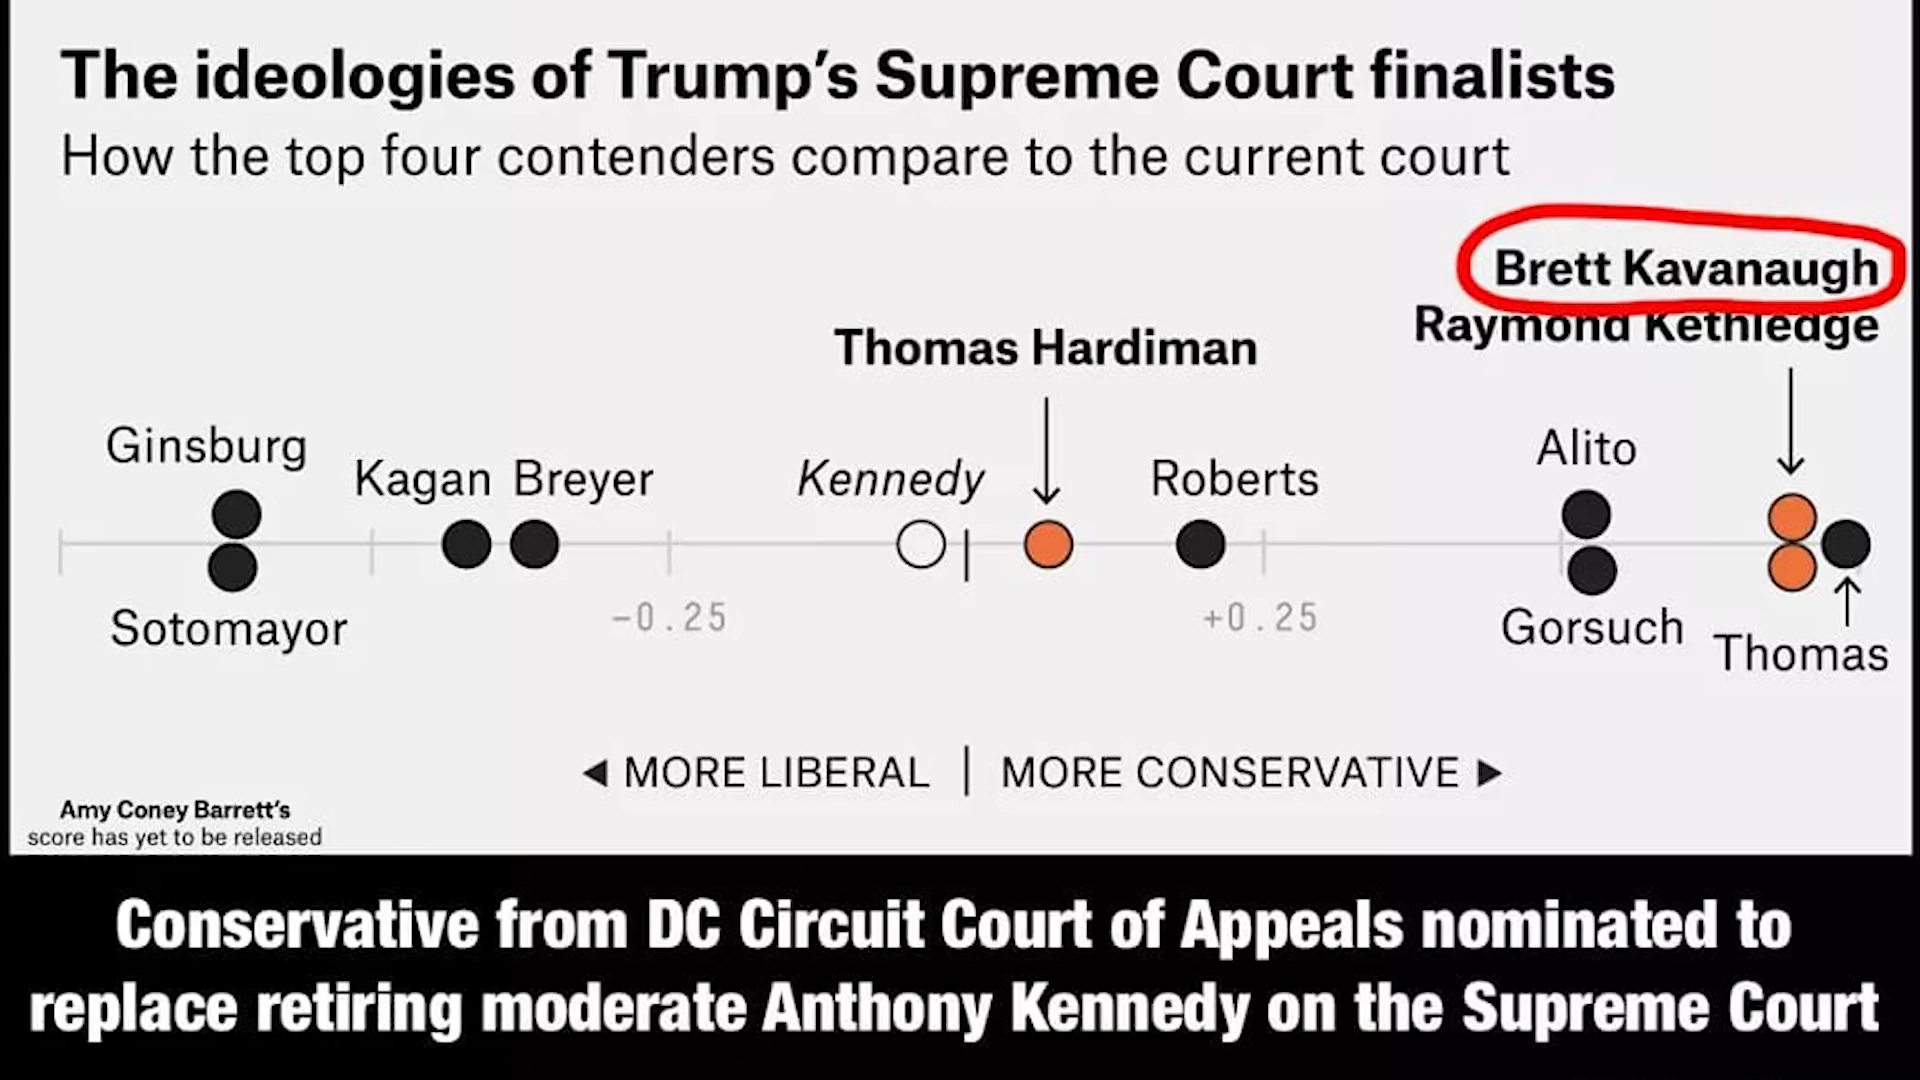 The ideologies of Trump’s Supreme Court finalists
How the top four contenders compare to the current court
Brett Kavanaugh
Raymond Kethledge
Thomas Hardiman
Ginsburg
Kagan
Breyer
Kennedy
Roberts
Alito
Sotomayor
−0.25
+0.25
Gorsuch
Thomas
◀ MORE LIBERAL | MORE CONSERVATIVE ▶
Amy Coney Barrett’s
score has yet to be released
Conservative from DC Circuit Court of Appeals nominated to
replace retiring moderate Anthony Kennedy on the Supreme Court